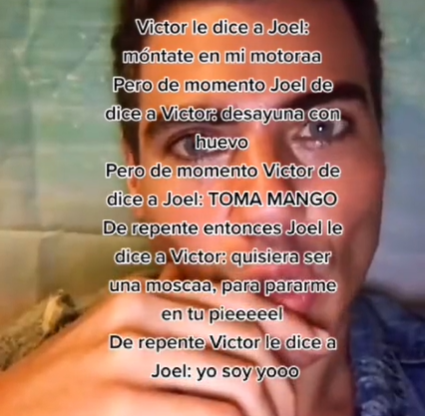 Victor le dice a Joel:
móntate en mi motoraa
Pero de momento Joel de
dice a Victor: desayuna con
huevo
Pero de momento Victor de
dice a Joel: TOMA MANGO
De repente entonces Joel le
dice a Victor: quisiera ser
una moscaa, para pararme
en tu pieeeeel
De repente Victor le dice a
Joel: yo soy yooo